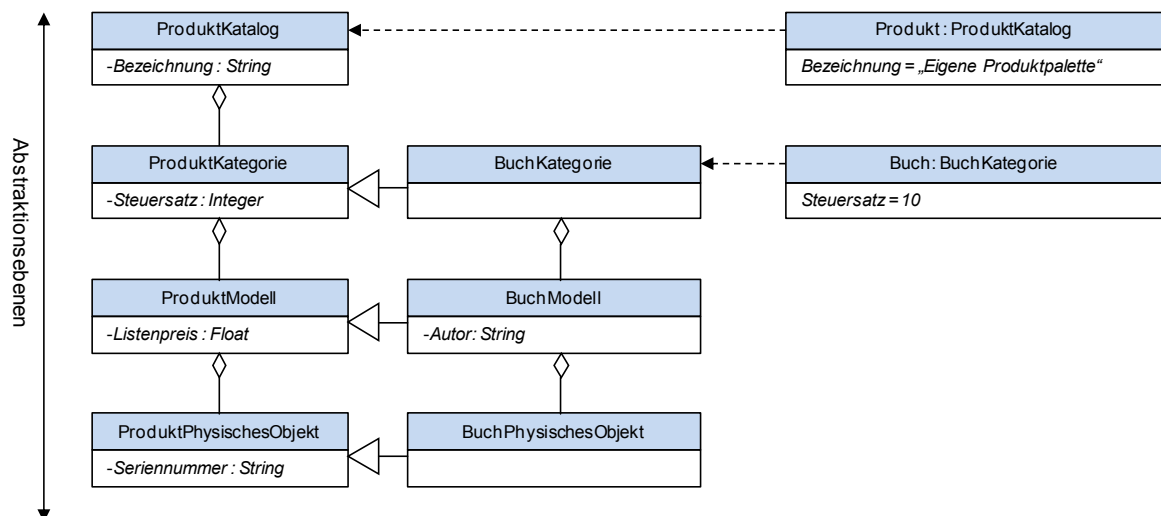 ProduktKatalog
-Bezeichnung : String
Produkt : ProduktKatalog
Bezeichnung = „Eigene Produktpalette“
Abstraktionsebenen
ProduktKategorie
-Steuersatz : Integer
BuchKategorie
Buch: BuchKategorie
Steuersatz = 10
ProduktModell
-Listenpreis : Float
BuchModell
-Autor: String
ProduktPhysischesObjekt
-Seriennummer : String
BuchPhysischesObjekt